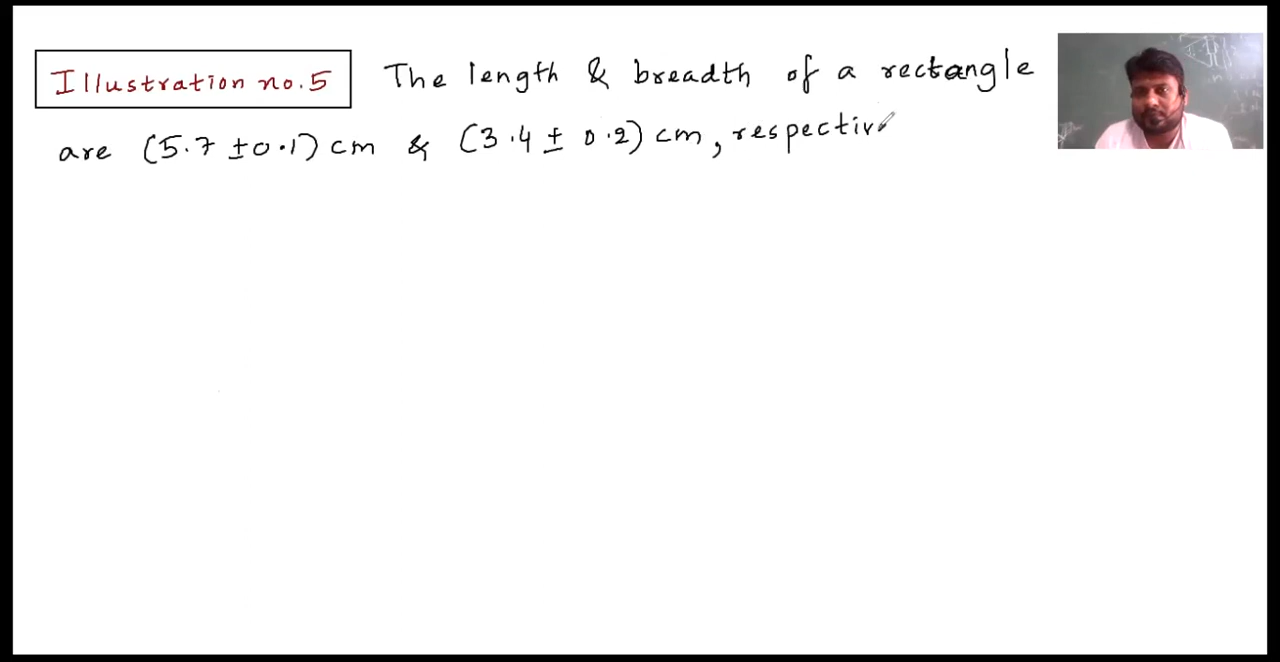 Illustration no.5 The length & breadth of a rectangle
are (5.7 ±0.1) cm & (3.4 ± 0.2) cm, respectiv